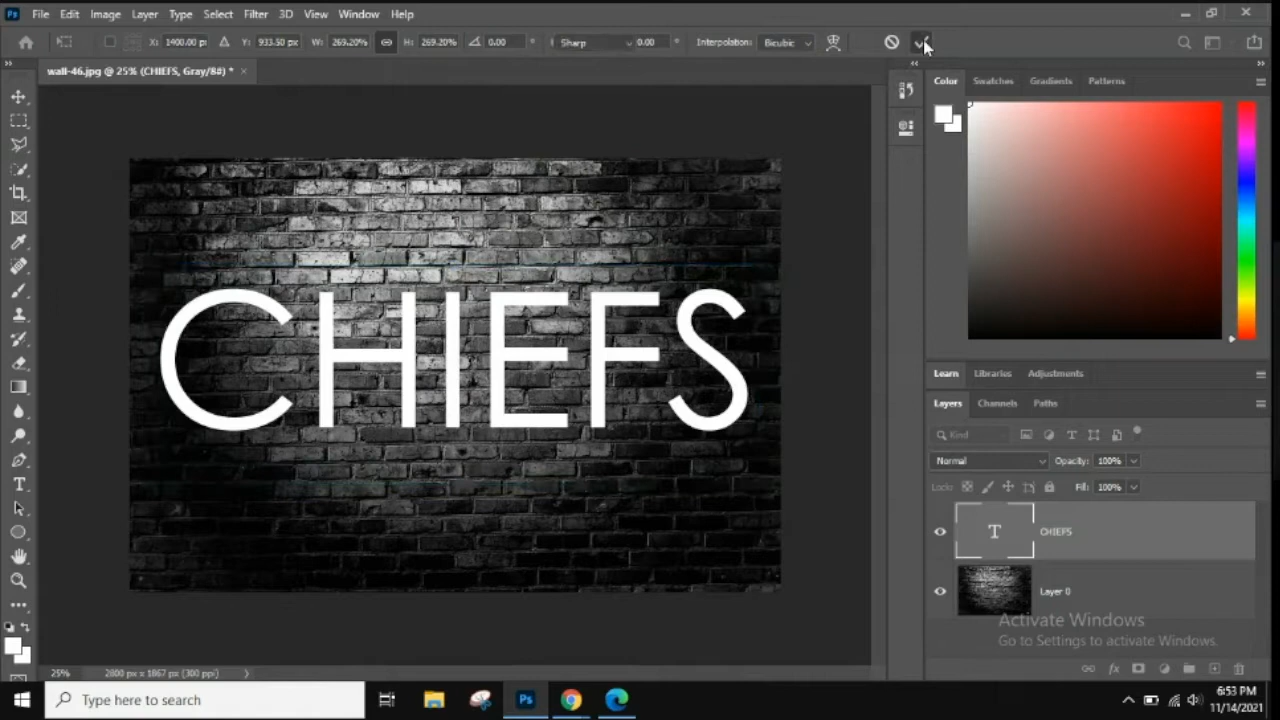 Ps File Edit Image Layer Type Select Filter 3D View Window Help
X: 1400.00 px Y: 933.50 px W: 269.20% H: 269.20% 0.00 ° Sharp 0.00 ° Interpolation: Bicubic
wall-46.jpg @ 25% (CHIEFS, Gray/8#) * ×
Color Swatches Gradients Patterns
CHIEFS
Learn Libraries Adjustments
Layers Channels Paths
Kind
Normal Opacity: 100%
Lock: Fill: 100%
T CHIEFS
Layer 0
Activate Windows
Go to Settings to activate Windows.
25% 2800 px x 1867 px (300 ppi)
Type here to search
Ps
6:53 PM
11/14/2021